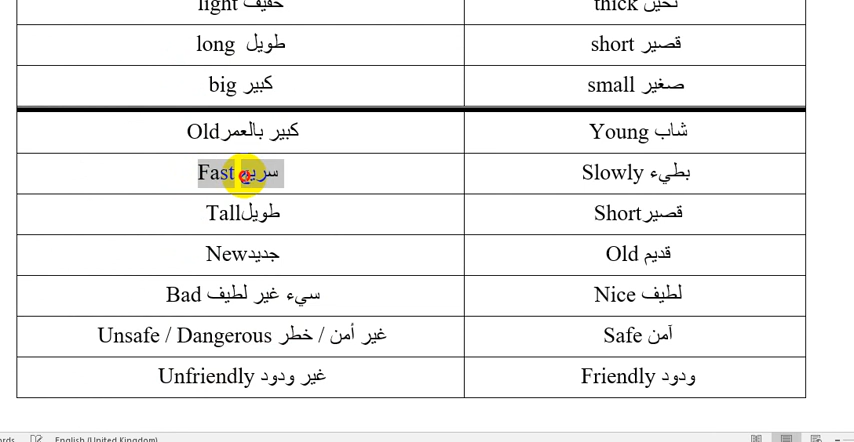 light خفيف
thick
long طويل
short قصير
big كبير
small صغير
Old كبير بالعمر
Young شاب
Fast سريع
Slowly بطيء
Tall طويل
Short قصير
New جديد
Old قديم
Bad سيء غير لطيف
Nice لطيف
Unsafe / Dangerous غير أمن / خطر
Safe آمن
Unfriendly غير ودود
Friendly ودود
English (United Kingdom)